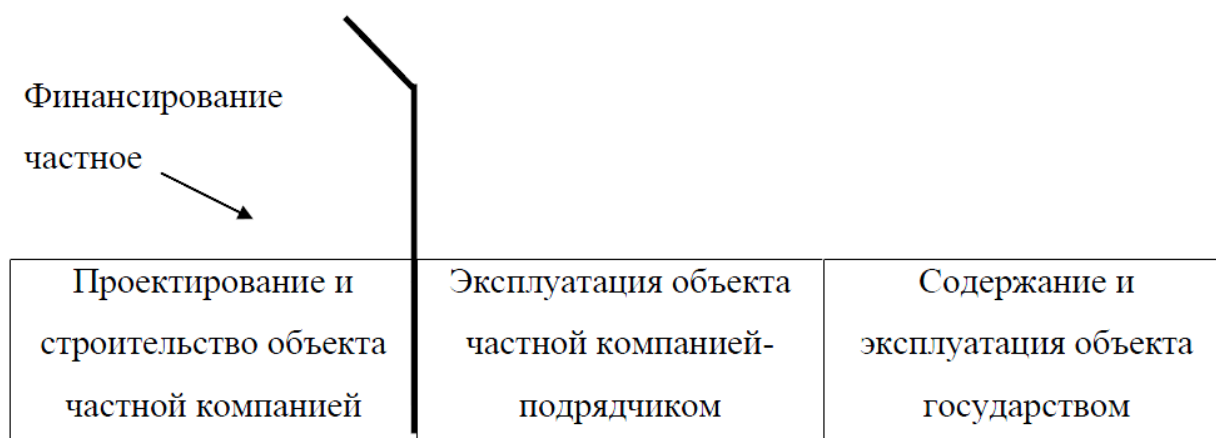 Финансирование
частное
Проектирование и
строительство объекта
частной компанией
Эксплуатация объекта
частной компанией-
подрядчиком
Содержание и
эксплуатация объекта
государством